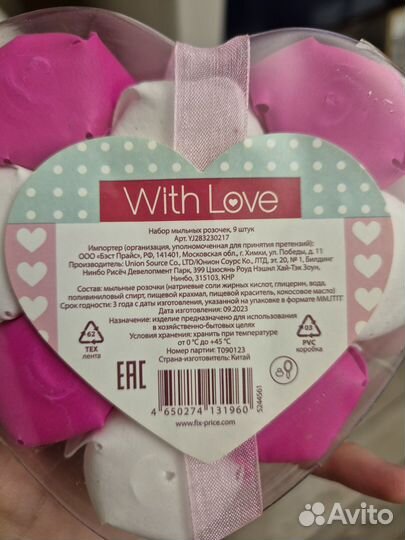 With Love
Набор мыльных розочек, 9 штук
Арт. YJ283230217
Импортер (организация, уполномоченная для принятия претензий):
ООО «Бэст Прайс», РФ, 141401, Московская обл., г. Химки, ул. Победы, д. 11
Производитель: Union Source Co., LTD/Юнион Соурс Ко., ЛТД, эт. 20, № 1, Билдинг
Нинбо Рисёч Девелопмент Парк, 399 Цзюсянь Роуд Нэшнл Хай-Тэк Зоун,
Нинбо, 315103, КНР
Состав: мыльные розочки (натриевые соли жирных кислот, глицерин, вода,
поливиниловый спирт, пищевой крахмал, пищевой краситель, кокосовое масло)
Срок годности: 3 года с даты изготовления, указанной на упаковке в формате ММ.ГГГГ
Дата изготовления: 09.2023
Назначение: изделие предназначено для использования
в хозяйственно-бытовых целях
Условия хранения: хранить при температуре
от 0 °C до +45 °C
Номер партии: T090123
Страна-изготовитель: Китай
62
ТЕХ
лента
03
PVC
коробка
EAC
4 650274 131960
5244561
www.fix-price.com
Avito